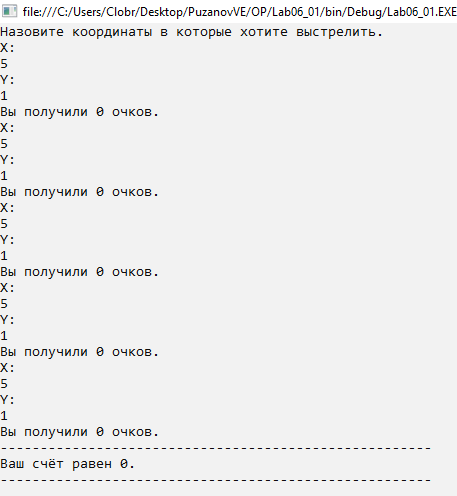 file:///C:/Users/Clobr/Desktop/PuzanovVE/OP/Lab06_01/bin/Debug/Lab06_01.EXE
Назовите координаты в которые хотите выстрелить.
X:
5
Y:
1
Вы получили 0 очков.
X:
5
Y:
1
Вы получили 0 очков.
X:
5
Y:
1
Вы получили 0 очков.
X:
5
Y:
1
Вы получили 0 очков.
X:
5
Y:
1
Вы получили 0 очков.
------------------------------------------------------
Ваш счёт равен 0.
------------------------------------------------------